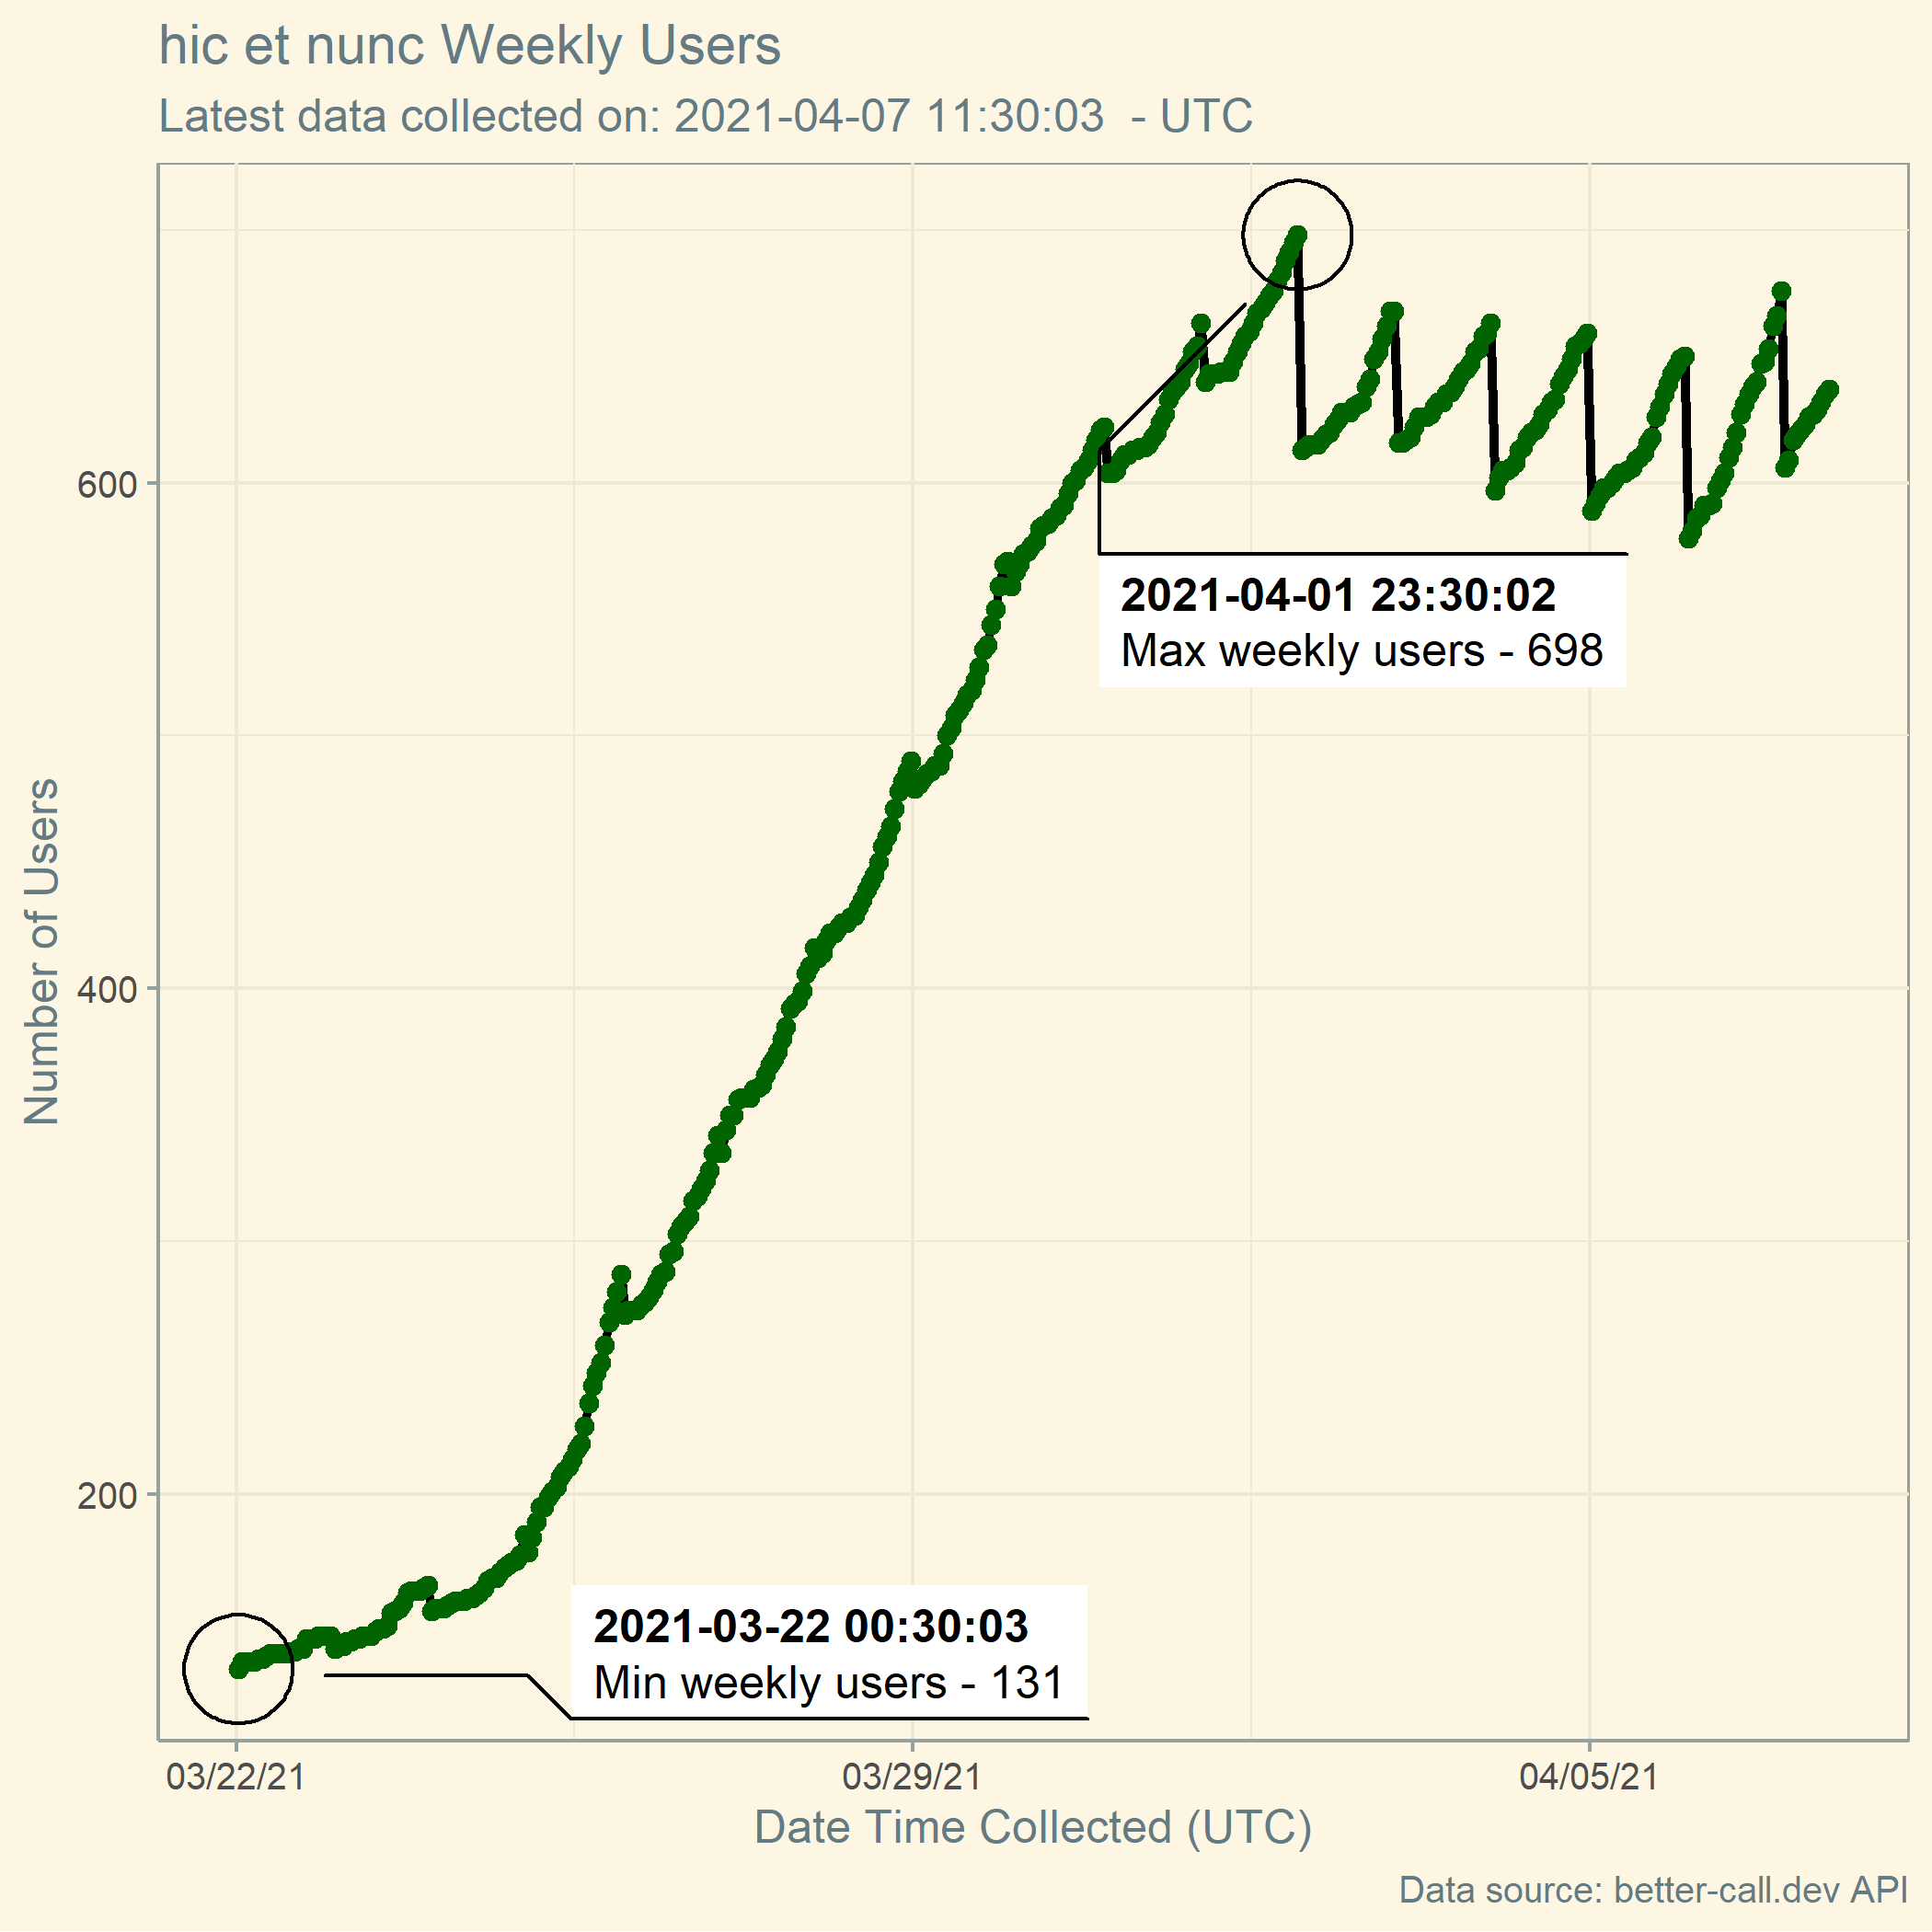 hic et nunc Weekly Users
Latest data collected on: 2021-04-07 11:30:03 - UTC
Number of Users
600
400
200
2021-04-01 23:30:02
Max weekly users - 698
2021-03-22 00:30:03
Min weekly users - 131
03/22/21
03/29/21
04/05/21
Date Time Collected (UTC)
Data source: better-call.dev API